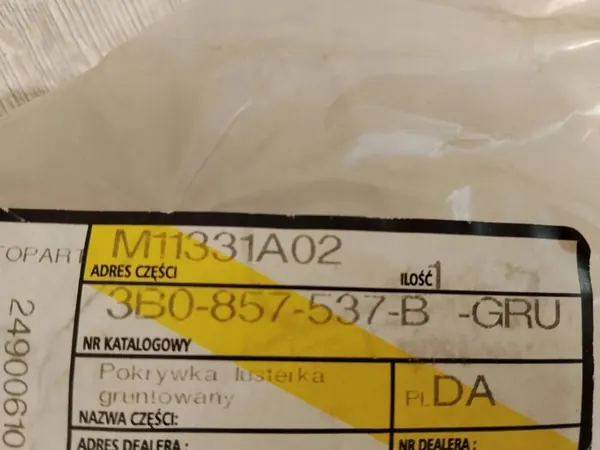 M11331A02
ADRES CZĘŚCI
ILOŚĆ 1
3B0-857-537-B -GRU
NR KATALOGOWY
Pokrywka lusterka
gruntowany
NAZWA CZĘŚCI:
PL DA
ADRES DEALERA :
NR DEALERA :
TOPART
24900610